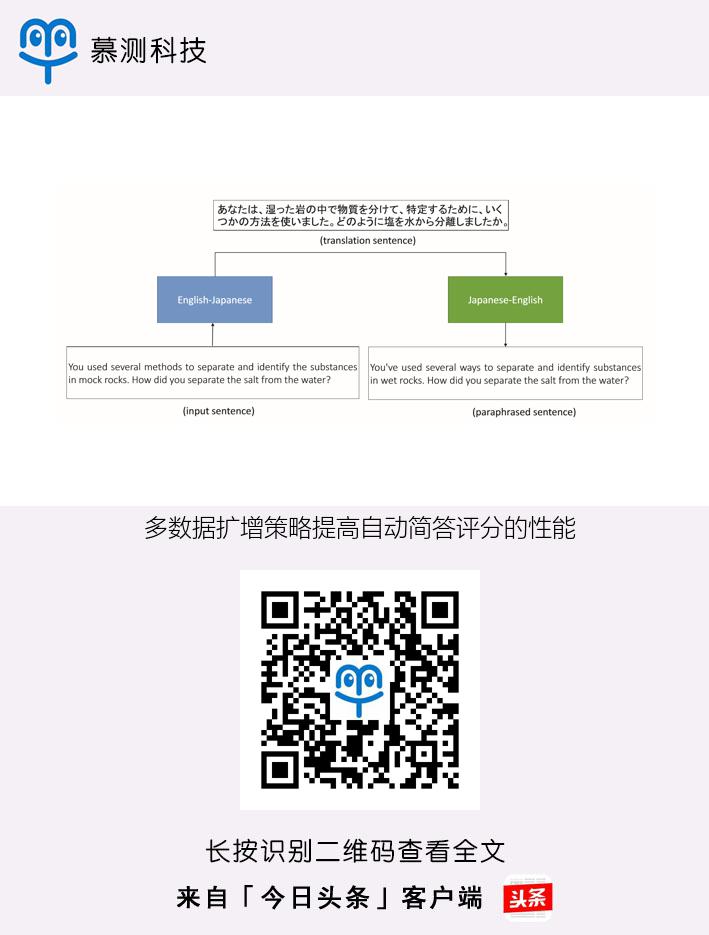 慕测科技
あなたは、湿った岩の中で物質を分けて、特定するために、いく
つかの方法を使いました。どのように塩を水から分離しましたか。
(translation sentence)
English-Japanese
Japanese-English
You used several methods to separate and identify the substances
in mock rocks. How did you separate the salt from the water?
(input sentence)
You've used several ways to separate and identify substances
in wet rocks. How did you separate the salt from the water?
(paraphrased sentence)
多数据扩增策略提高自动简答评分的性能
长按识别二维码查看全文
来自「今日头条」客户端
头条